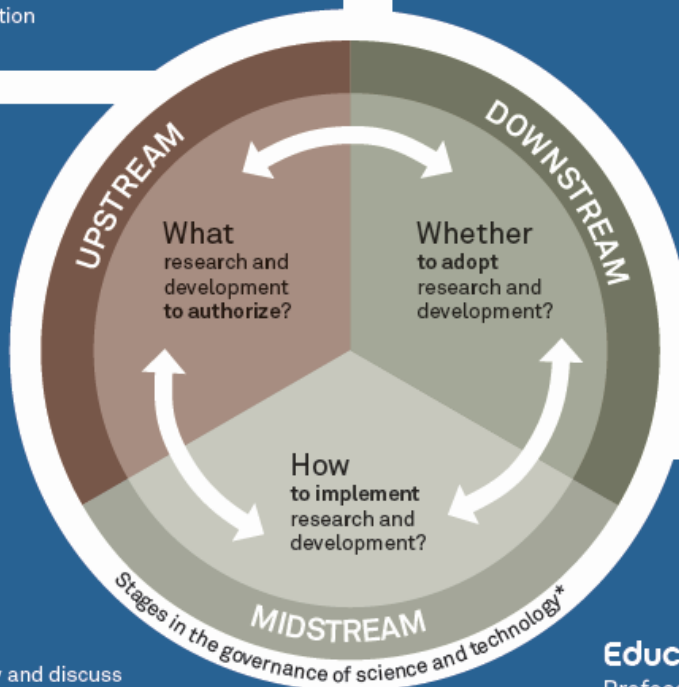 tion
UPSTREAM
DOWNSTREAM
What
research and
development
to authorize?
Whether
to adopt
research and
development?
How
to implement
research and
development?
MIDSTREAM
Stages in the governance of science and technology*
and discuss
Educ